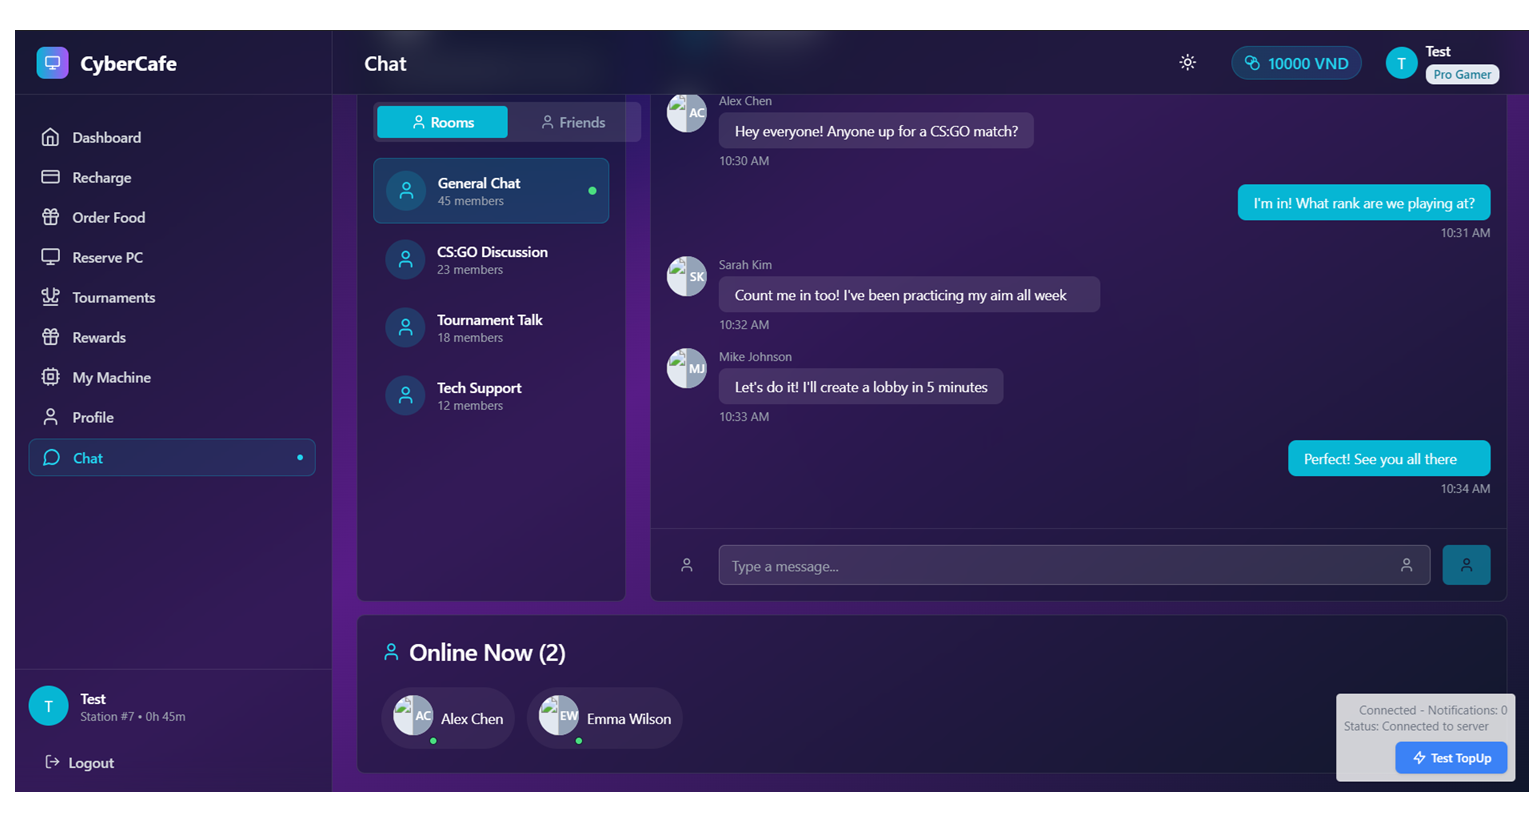 CyberCafe
Chat
10000 VND
T
Test
Pro Gamer
Dashboard
Recharge
Order Food
Reserve PC
Tournaments
Rewards
My Machine
Profile
Chat
T
Test
Station #7 • 0h 45m
Logout
Rooms
Friends
General Chat
45 members
CS:GO Discussion
23 members
Tournament Talk
18 members
Tech Support
12 members
AC
Alex Chen
Hey everyone! Anyone up for a CS:GO match?
10:30 AM
I'm in! What rank are we playing at?
10:31 AM
SK
Sarah Kim
Count me in too! I've been practicing my aim all week
10:32 AM
MJ
Mike Johnson
Let's do it! I'll create a lobby in 5 minutes
10:33 AM
Perfect! See you all there
10:34 AM
Type a message...
Online Now (2)
AC
Alex Chen
EW
Emma Wilson
Connected - Notifications: 0
Status: Connected to server
Test TopUp